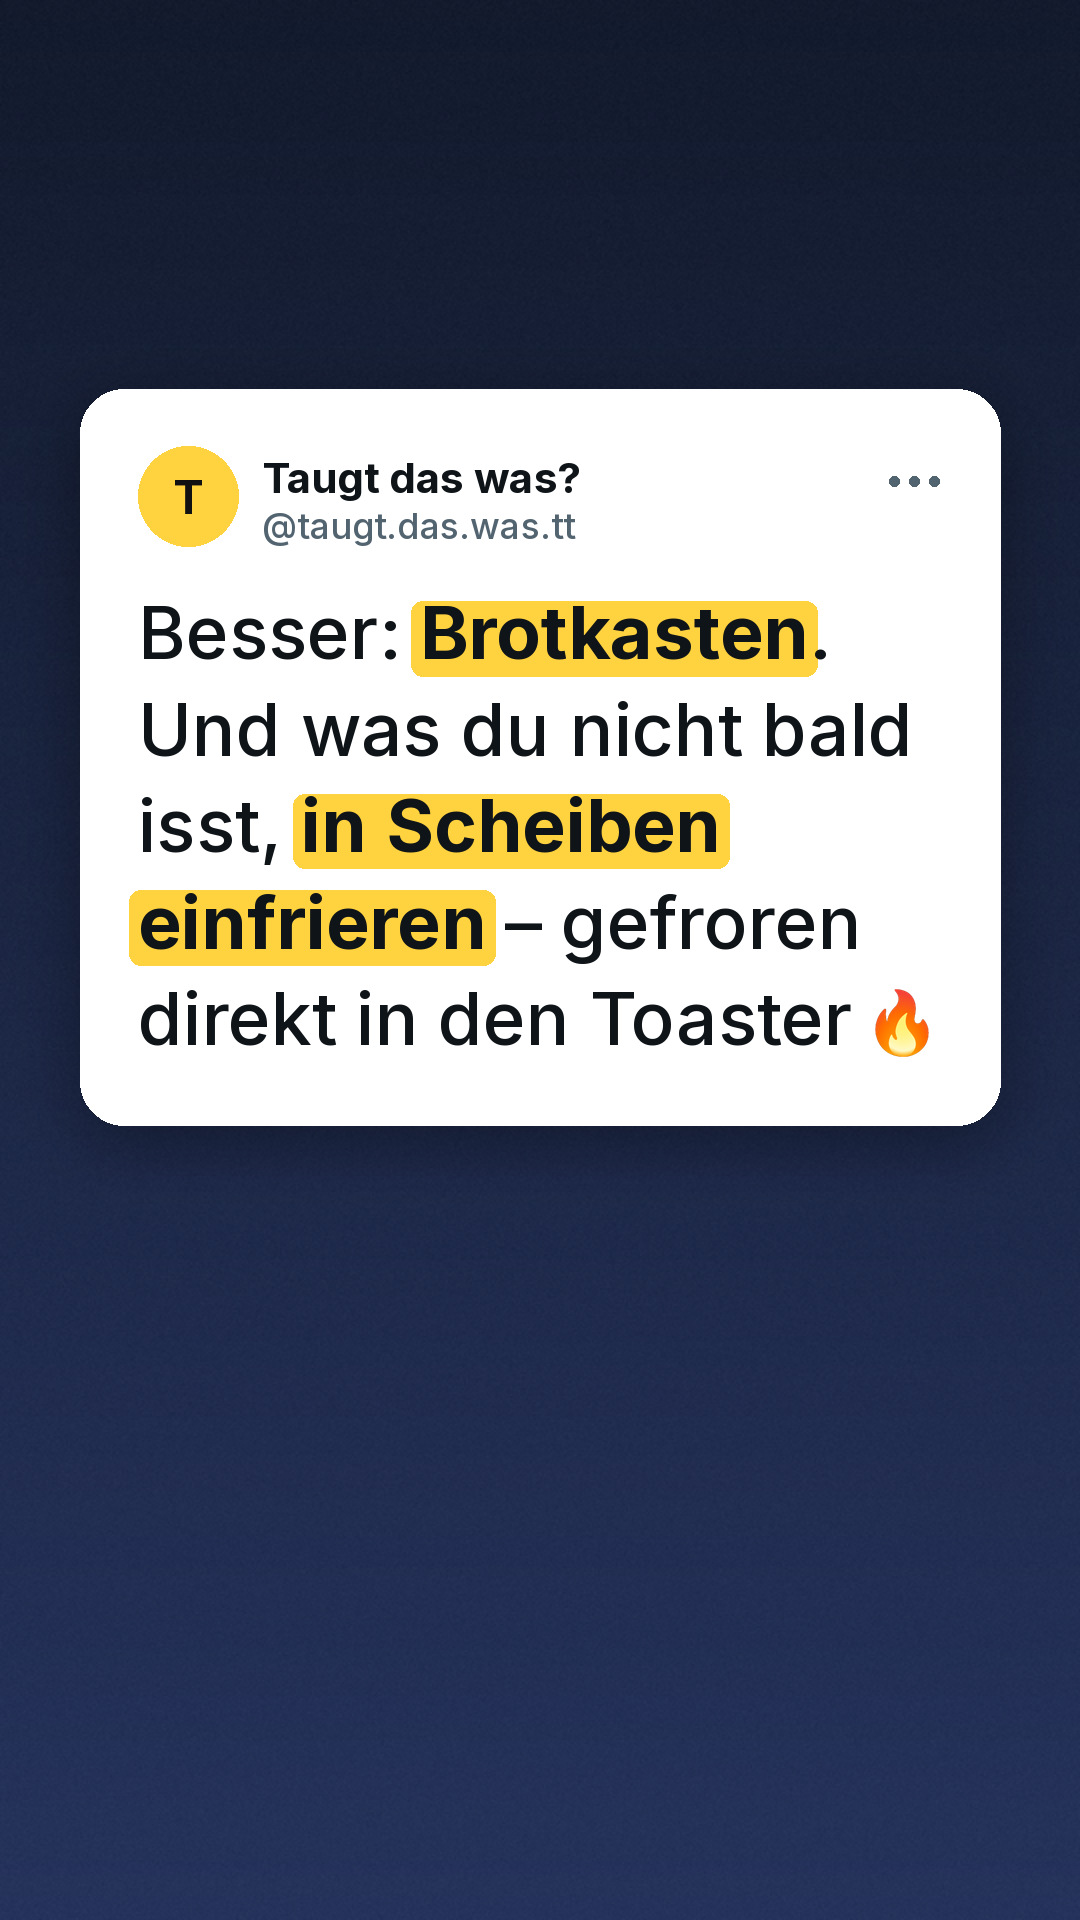 T
Taugt das was?
@taugt.das.was.tt
Besser: Brotkasten.
Und was du nicht bald
isst, in Scheiben
einfrieren – gefroren
direkt in den Toaster 🔥